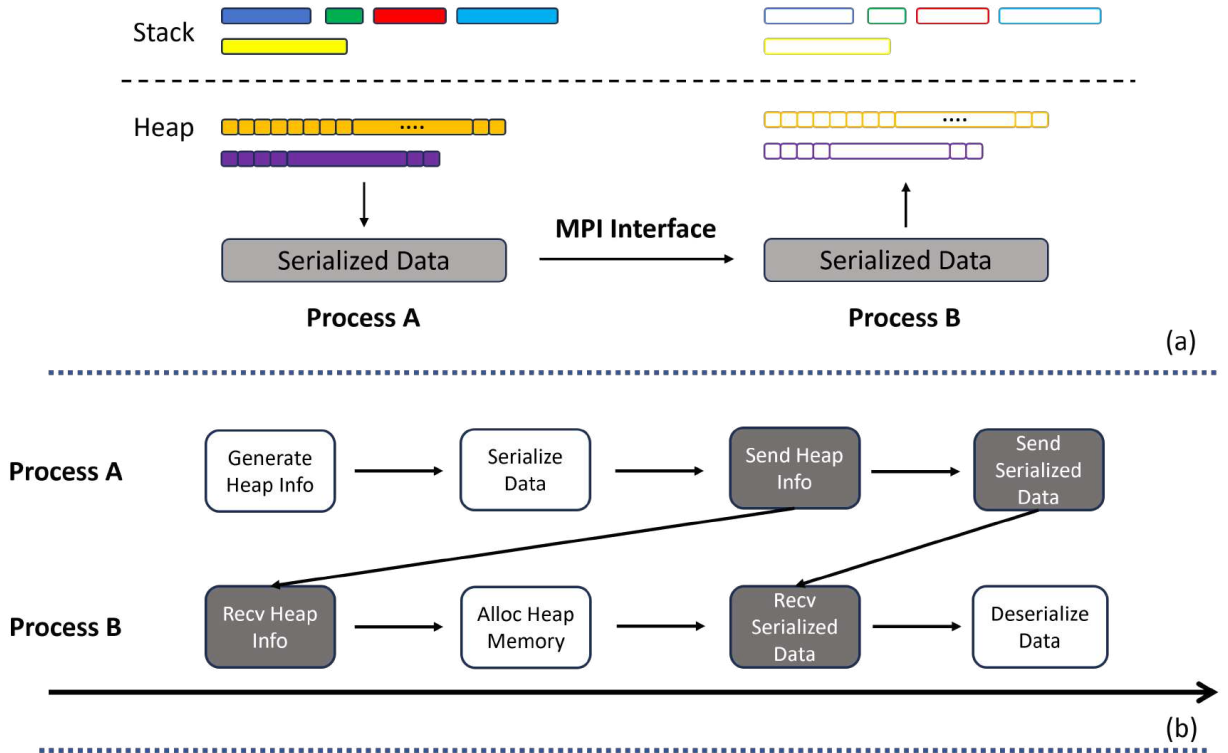 Stack
Heap
....
....
MPI Interface
Serialized Data
Serialized Data
Process A
Process B
(a)
Process A
Generate
Heap Info
Serialize
Data
Send Heap
Info
Send
Serialized
Data
Process B
Recv Heap
Info
Alloc Heap
Memory
Recv
Serialized
Data
Deserialize
Data
(b)